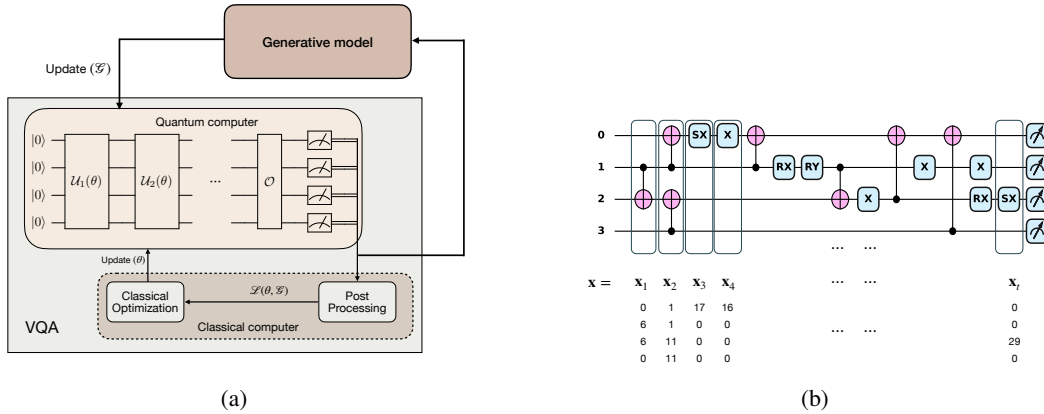 Generative model
Update (𝒢)
Quantum computer
|0⟩
|0⟩
|0⟩
|0⟩
𝒰₁(θ)
𝒰₂(θ)
...
𝒪
Update (θ)
Classical Optimization
ℒ(θ, 𝒢)
Post Processing
Classical computer
VQA
(a)
0 SX X
1 RX RY X RX
2 X RX SX
3
... ...
x = x₁ x₂ x₃ x₄ ... ... xₜ
0 1 17 16 0
6 1 0 0 0
6 11 0 0 ... ... 29
0 11 0 0 0
(b)